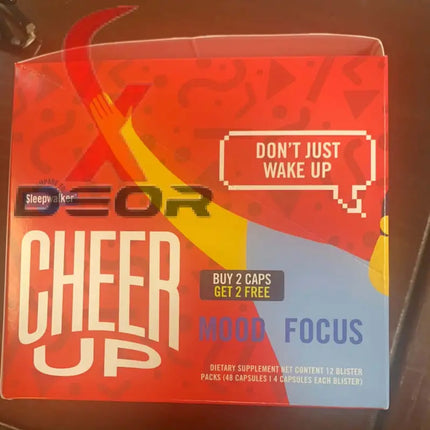 DON'T JUST
WAKE UP
Sleepwalker
DEOR
CHEER
UP
BUY 2 CAPS
GET 2 FREE
MOOD FOCUS
DIETARY SUPPLEMENT NET CONTENT 12 BLISTER
PACKS (48 CAPSULES | 4 CAPSULES EACH BLISTER)